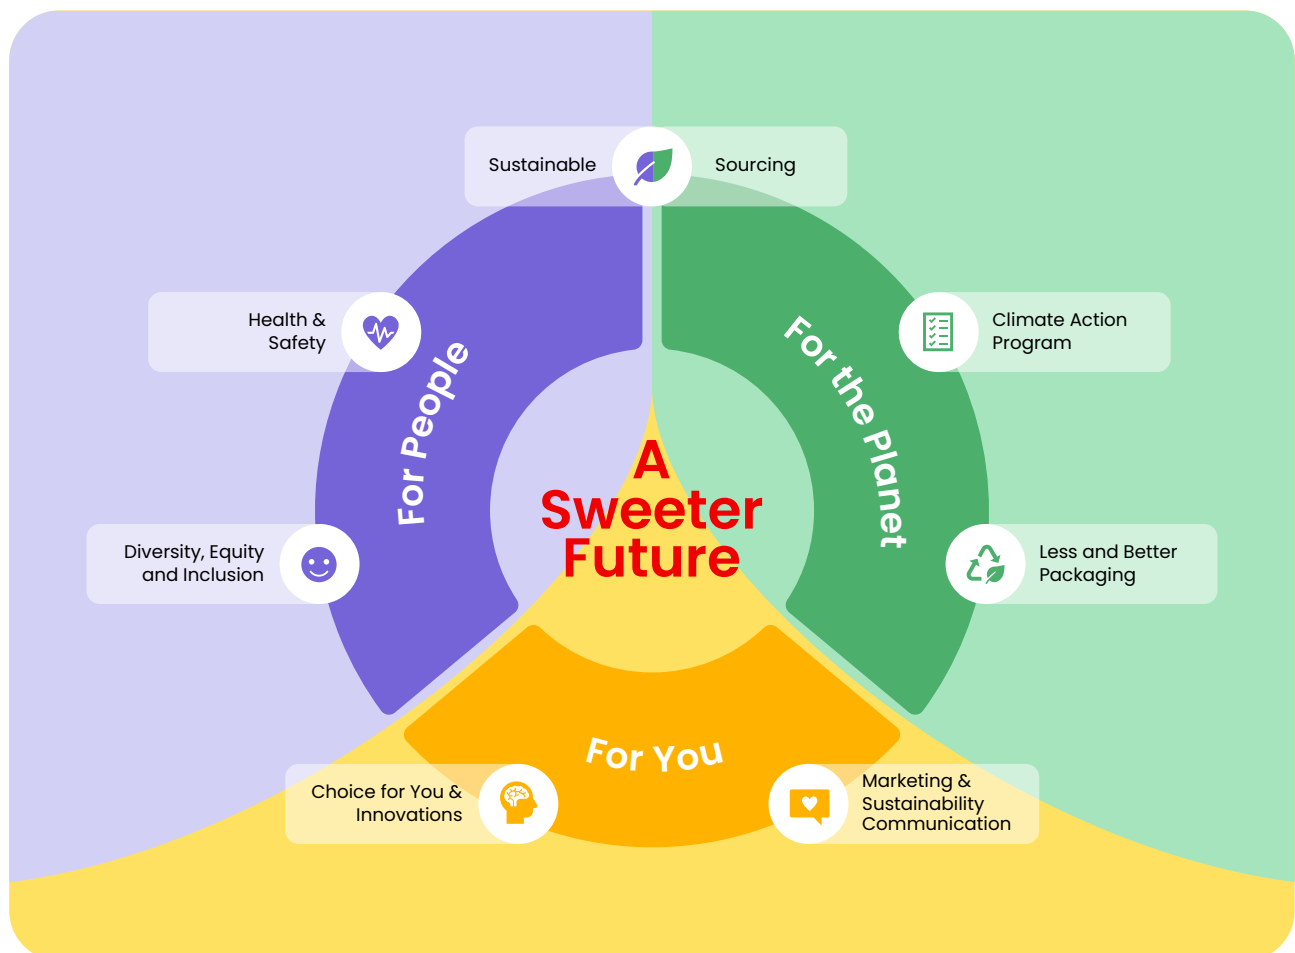 Sustainable Sourcing
Health &
Safety
For People
Diversity, Equity
and Inclusion
For the Planet
Climate Action
Program
Less and Better
Packaging
A
Sweeter
Future
For You
Choice for You &
Innovations
Marketing &
Sustainability
Communication